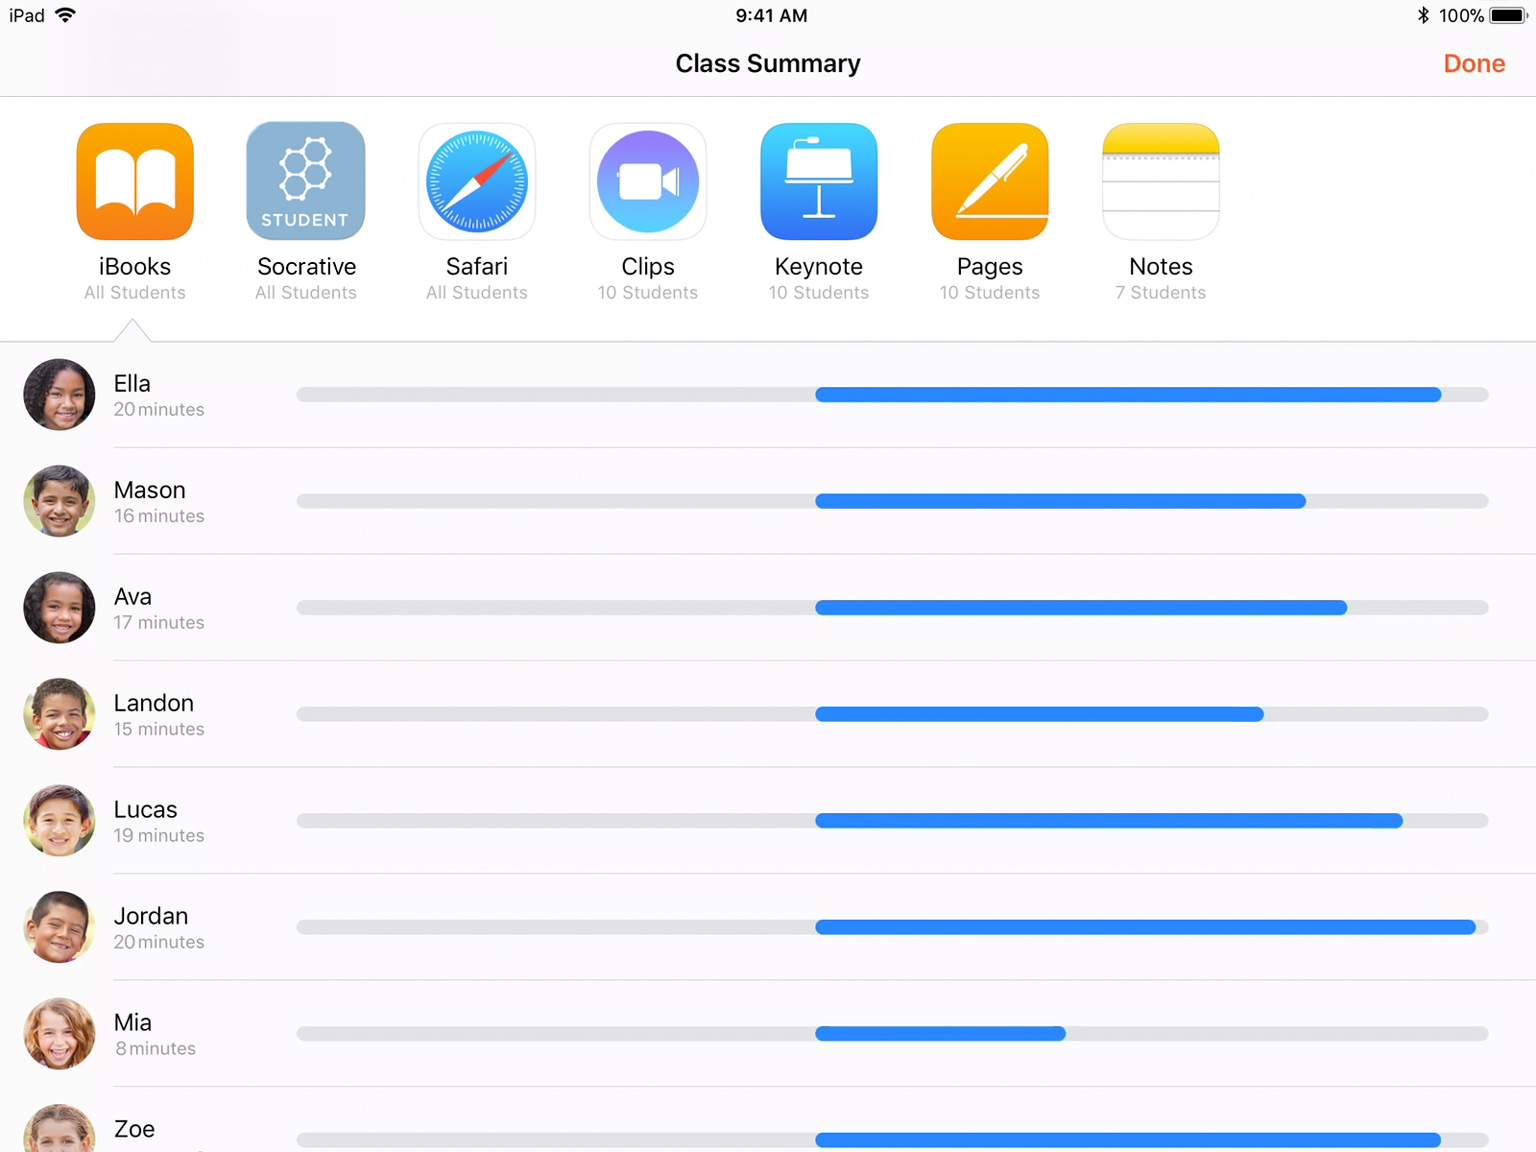 iPad 9:41 AM 100%
Class Summary Done
STUDENT
iBooks Socrative Safari Clips Keynote Pages Notes
All Students All Students All Students 10 Students 10 Students 10 Students 7 Students
Ella
20 minutes
Mason
16 minutes
Ava
17 minutes
Landon
15 minutes
Lucas
19 minutes
Jordan
20 minutes
Mia
8 minutes
Zoe